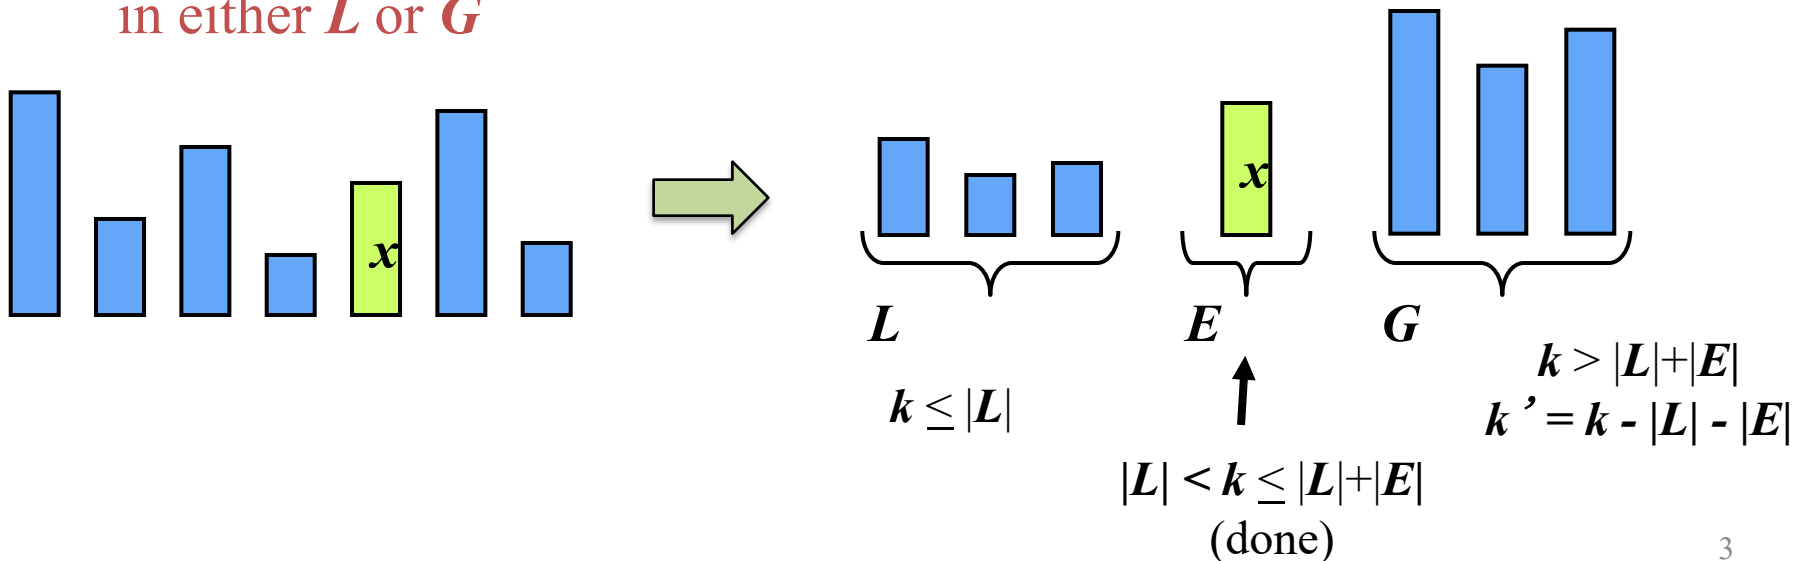 in either L or G
x
x
L
E
G
k ≤ |L|
k > |L|+|E|
k ’ = k - |L| - |E|
|L| < k ≤ |L|+|E|
(done)
3